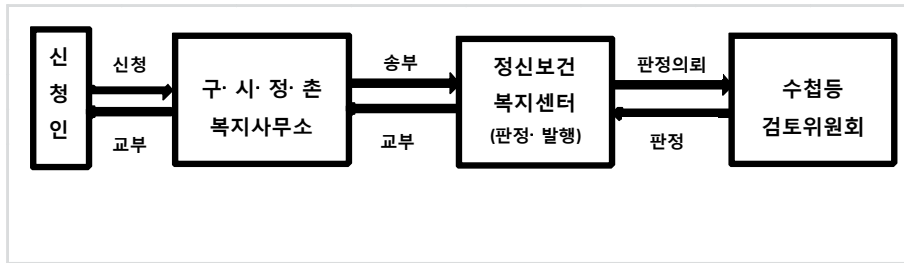 신
청
인
신청
교부
구· 시· 정· 촌
복지사무소
송부
교부
정신보건
복지센터
(판정· 발행)
판정의뢰
판정
수첩등
검토위원회